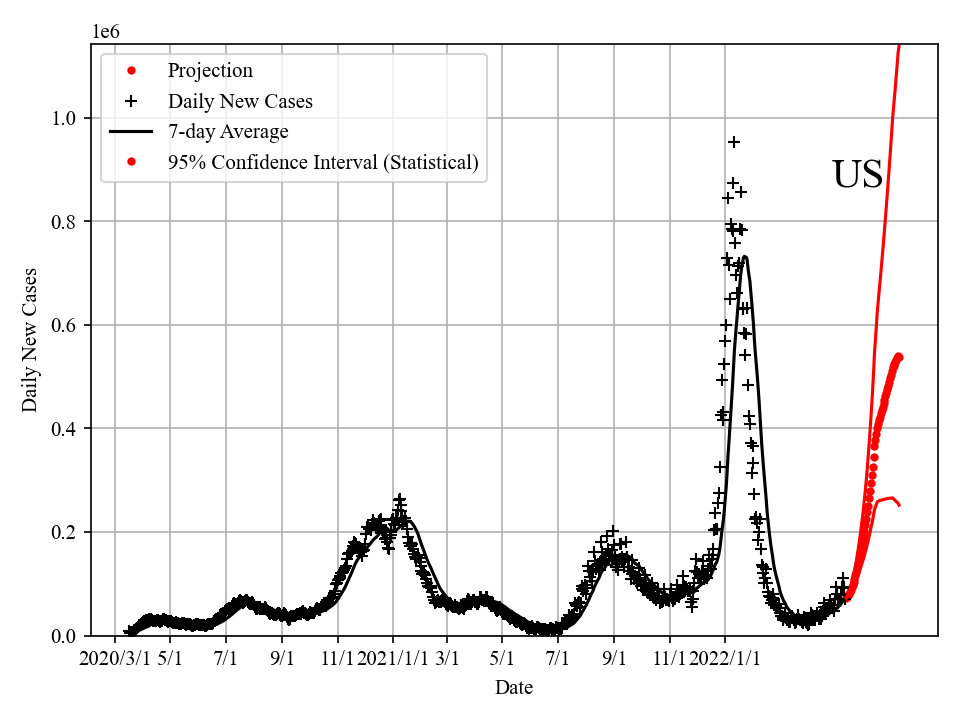 1e6
Projection
Daily New Cases
7-day Average
95% Confidence Interval (Statistical)
US
1.0
0.8
0.6
0.4
0.2
0.0
Daily New Cases
2020/3/1 5/1 7/1 9/1 11/1 2021/1/1 3/1 5/1 7/1 9/1 11/1 2022/1/1
Date